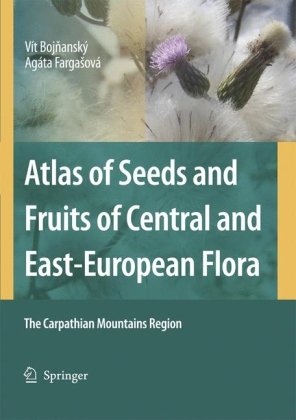 Vít Bojňanský
Agáta Fargašová
Atlas of Seeds and
Fruits of Central and
East-European Flora
The Carpathian Mountains Region
Springer